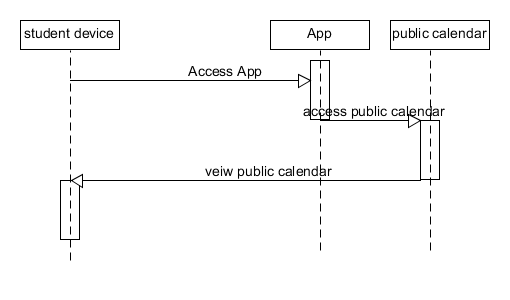 student device
App
public calendar
Access App
access public calendar
veiw public calendar